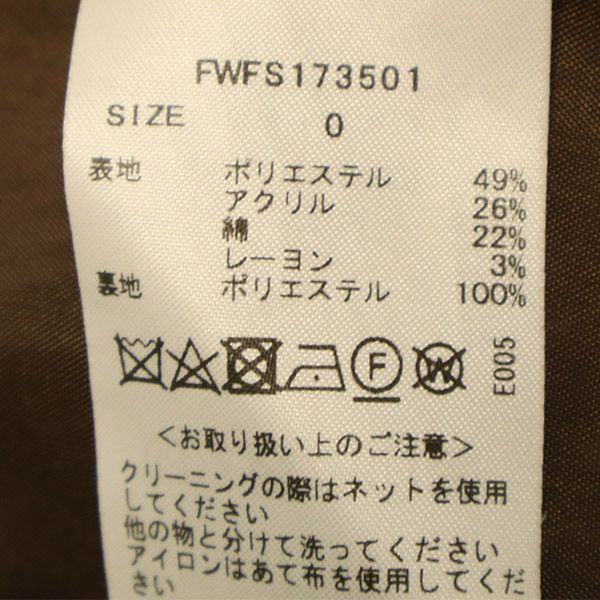 FWFS173501
SIZE 0
表地 ポリエステル 49%
アクリル 26%
綿 22%
レーヨン 3%
裏地 ポリエステル 100%
F W E005
<お取り扱い上のご注意>
クリーニングの際はネットを使用
してください
他の物と分けて洗ってください
アイロンはあて布を使用してくだ
さい